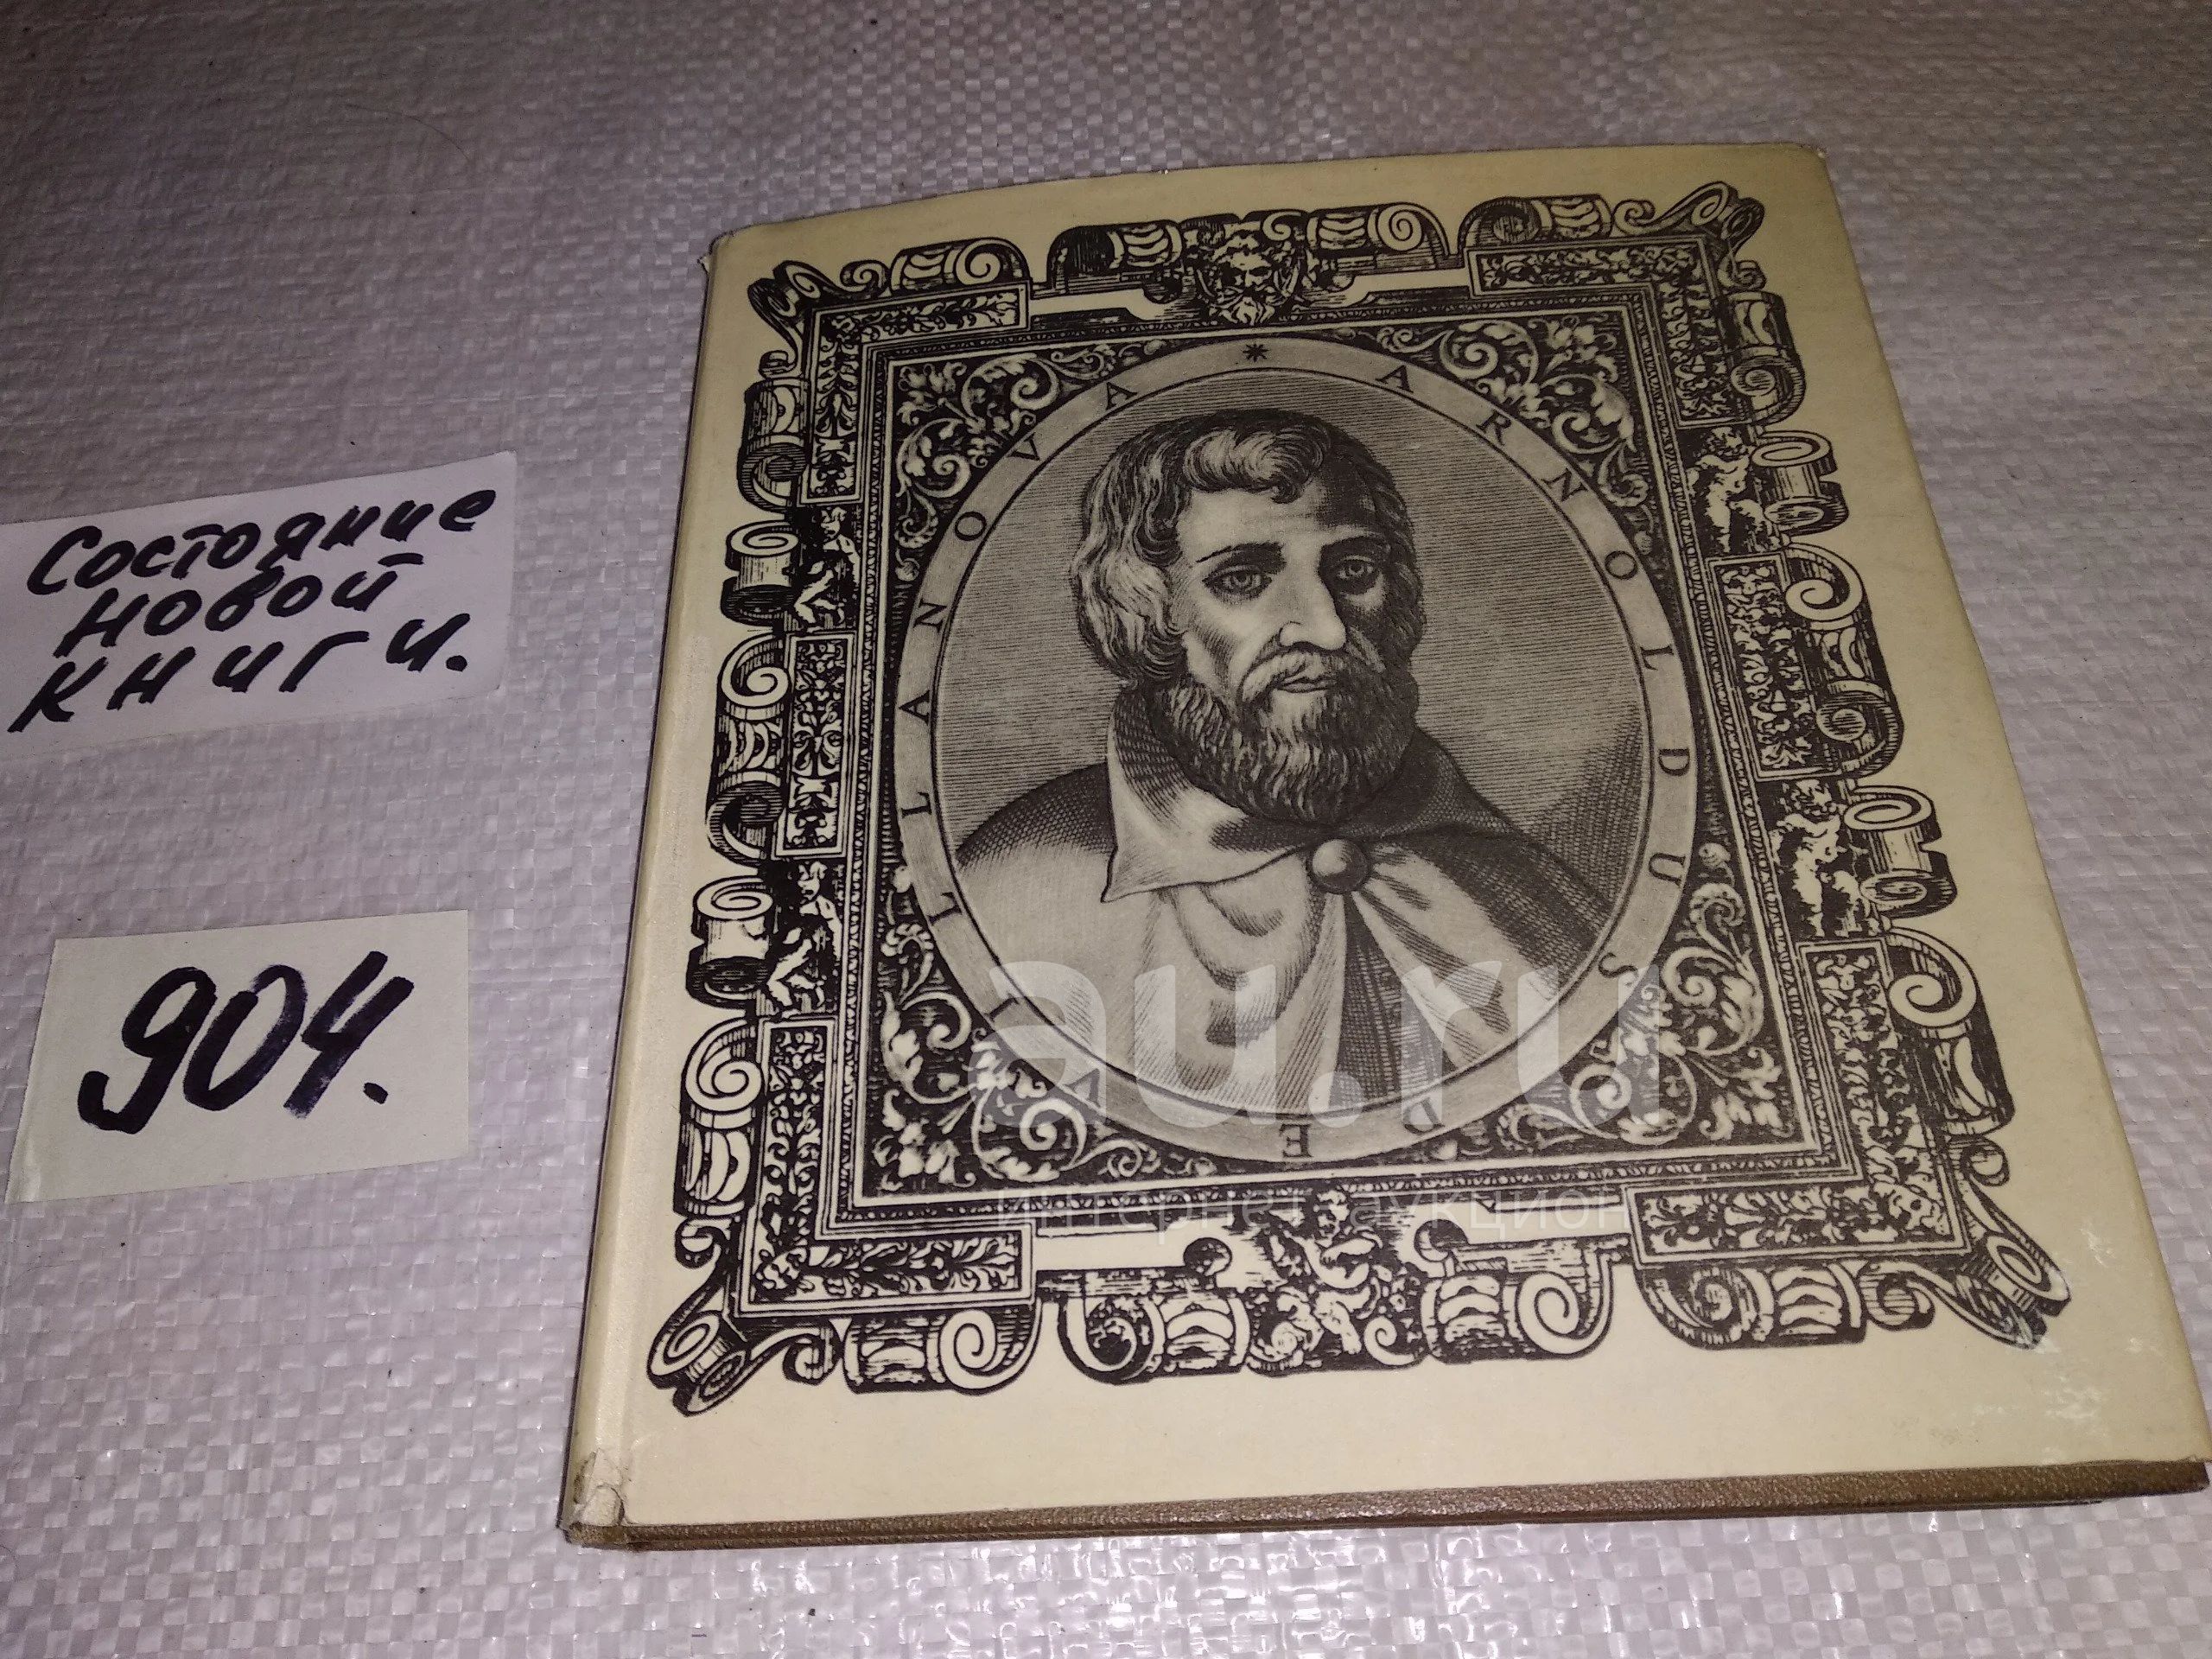 Состояние
новой
книги.
904.
* ARNOLDUS DE VILLANOVA
au.ru
интернет аукцион